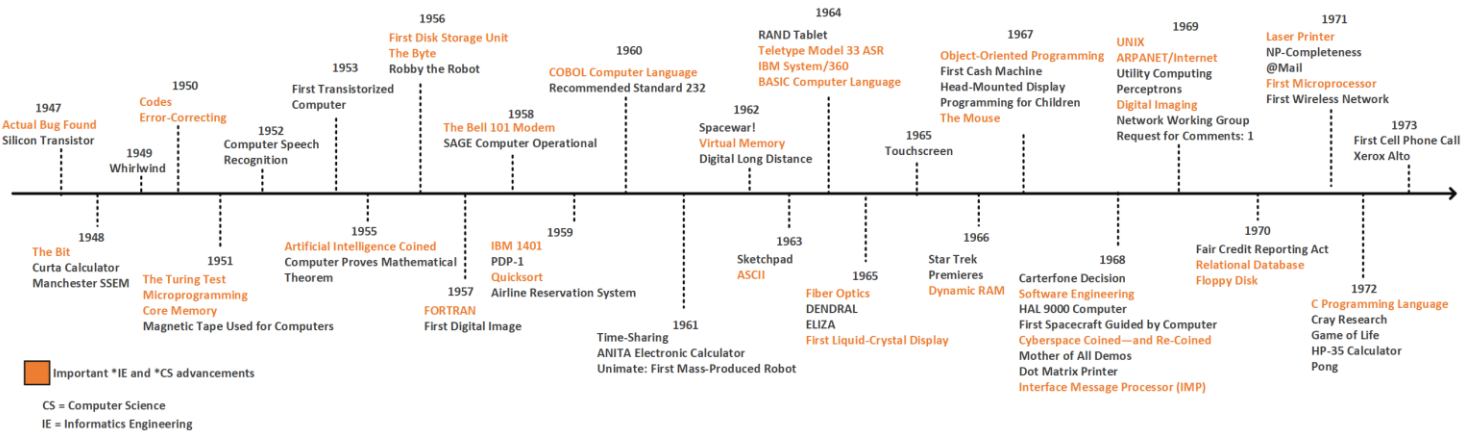 1947
Actual Bug Found
Silicon Transistor
1948
The Bit
Curta Calculator
Manchester SSEM
1949
Whirlwind
1950
Codes
Error-Correcting
1951
The Turing Test
Microprogramming
Core Memory
Magnetic Tape Used for Computers
1952
Computer Speech
Recognition
1953
First Transistorized
Computer
1955
Artificial Intelligence Coined
Computer Proves Mathematical
Theorem
1956
First Disk Storage Unit
The Byte
Robby the Robot
1957
FORTRAN
First Digital Image
1958
The Bell 101 Modem
SAGE Computer Operational
1959
IBM 1401
PDP-1
Quicksort
Airline Reservation System
1960
COBOL Computer Language
Recommended Standard 232
1961
Time-Sharing
ANITA Electronic Calculator
Unimate: First Mass-Produced Robot
1962
Spacewar!
Virtual Memory
Digital Long Distance
1963
Sketchpad
ASCII
1964
RAND Tablet
Teletype Model 33 ASR
IBM System/360
BASIC Computer Language
1965
Fiber Optics
DENDRAL
ELIZA
First Liquid-Crystal Display
1965
Touchscreen
1966
Star Trek
Premieres
Dynamic RAM
1967
Object-Oriented Programming
First Cash Machine
Head-Mounted Display
Programming for Children
The Mouse
1968
Carterfone Decision
Software Engineering
HAL 9000 Computer
First Spacecraft Guided by Computer
Cyberspace Coined—and Re-Coined
Mother of All Demos
Dot Matrix Printer
Interface Message Processor (IMP)
1969
UNIX
ARPANET/Internet
Utility Computing
Perceptrons
Digital Imaging
Network Working Group
Request for Comments: 1
1970
Fair Credit Reporting Act
Relational Database
Floppy Disk
1971
Laser Printer
NP-Completeness
@Mail
First Microprocessor
First Wireless Network
1972
C Programming Language
Cray Research
Game of Life
HP-35 Calculator
Pong
1973
First Cell Phone Call
Xerox Alto
Important *IE and *CS advancements
CS = Computer Science
IE = Informatics Engineering